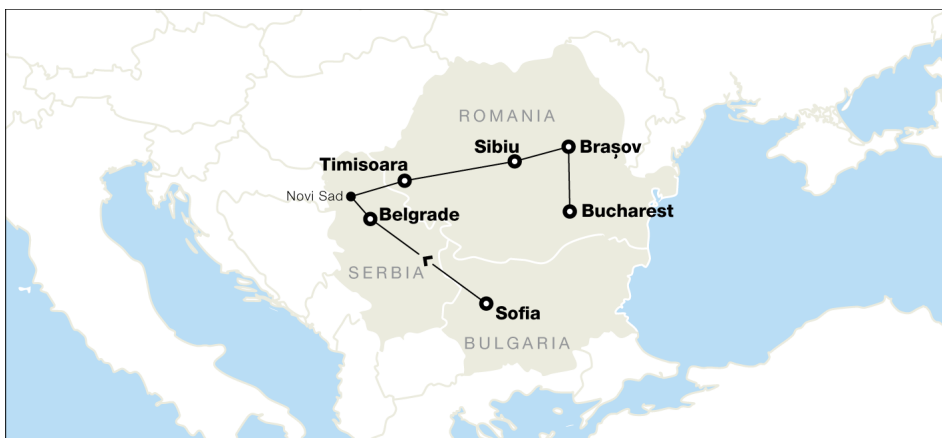 ROMANIA
Sibiu
Brașov
Timisoara
Novi Sad
Belgrade
Bucharest
SERBIA
Sofia
BULGARIA